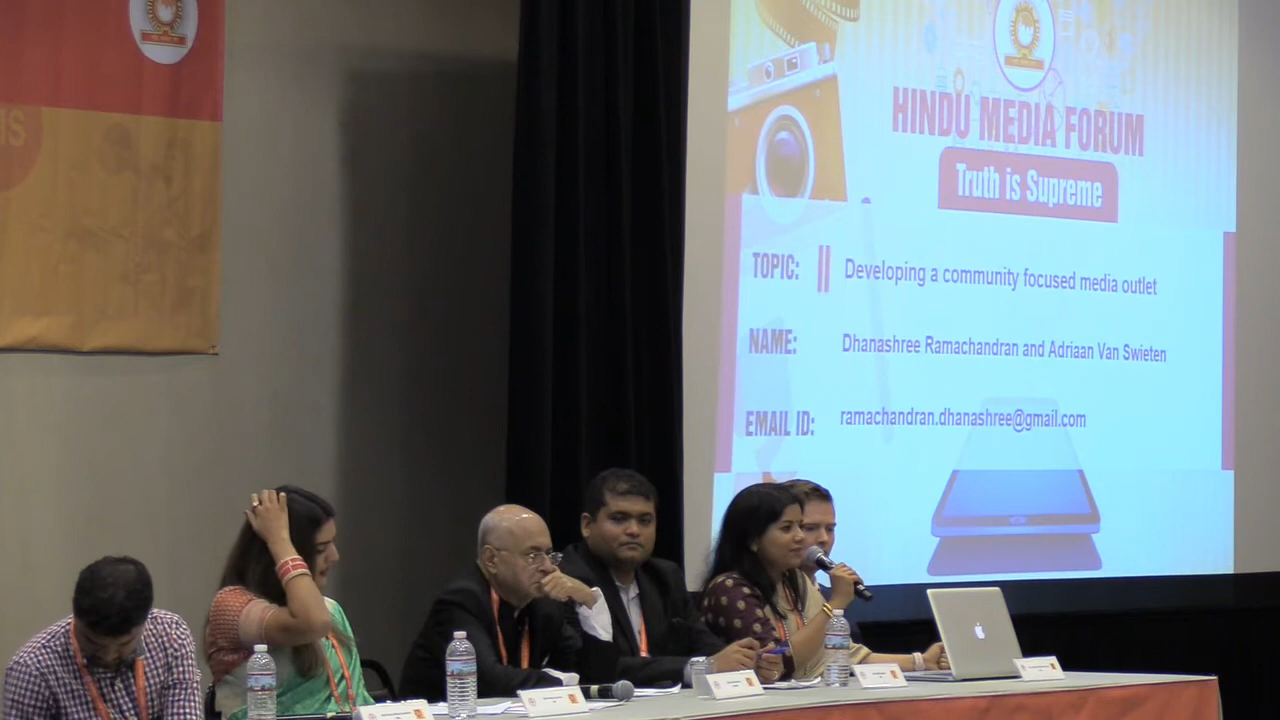 IS
HINDU MEDIA FORUM
Truth is Supreme
TOPIC: Developing a community focused media outlet
NAME: Dhanashree Ramachandran and Adriaan Van Swieten
EMAIL ID: ramachandran.dhanashree@gmail.com